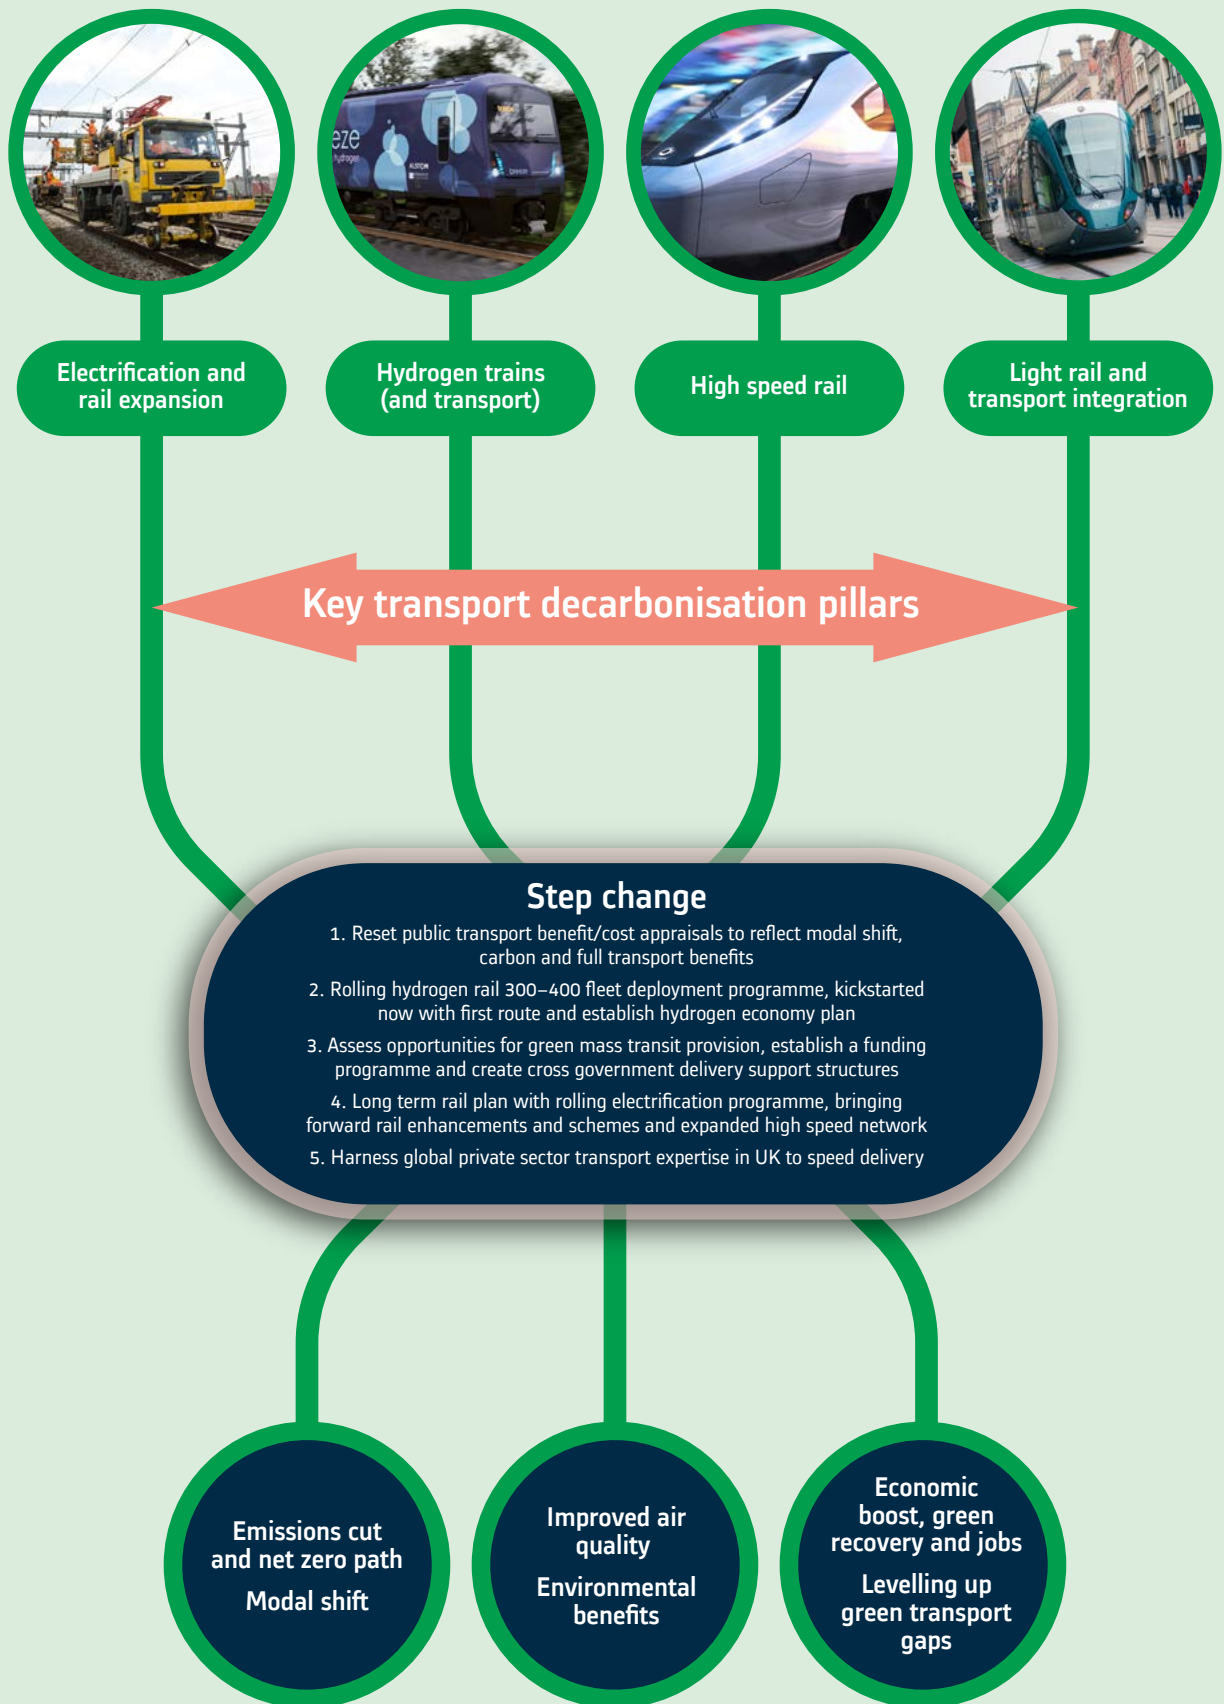 eze
hydrogen
ALSTOM
Electrification and
rail expansion
Hydrogen trains
(and transport)
High speed rail
Light rail and
transport integration
Key transport decarbonisation pillars
Step change
1. Reset public transport benefit/cost appraisals to reflect modal shift,
carbon and full transport benefits
2. Rolling hydrogen rail 300–400 fleet deployment programme, kickstarted
now with first route and establish hydrogen economy plan
3. Assess opportunities for green mass transit provision, establish a funding
programme and create cross government delivery support structures
4. Long term rail plan with rolling electrification programme, bringing
forward rail enhancements and schemes and expanded high speed network
5. Harness global private sector transport expertise in UK to speed delivery
Emissions cut
and net zero path
Modal shift
Improved air
quality
Environmental
benefits
Economic
boost, green
recovery and jobs
Levelling up
green transport
gaps